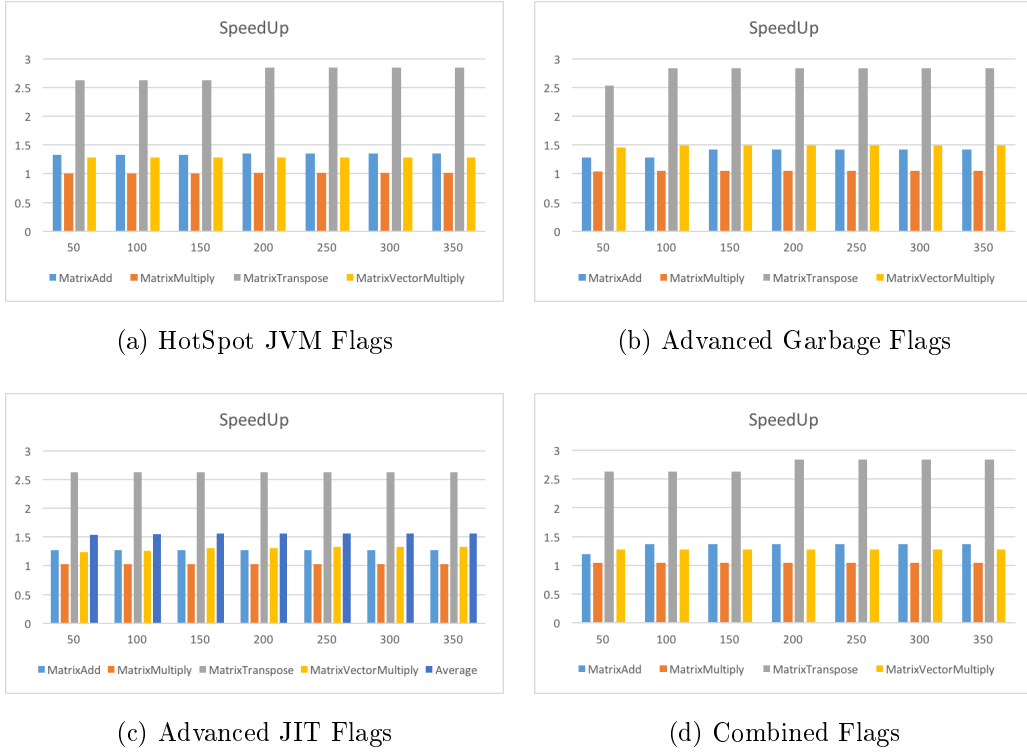 SpeedUp
3
2.5
2
1.5
1
0.5
0
50 100 150 200 250 300 350
MatrixAdd MatrixMultiply MatrixTranspose MatrixVectorMultiply
(a) HotSpot JVM Flags
SpeedUp
3
2.5
2
1.5
1
0.5
0
50 100 150 200 250 300 350
MatrixAdd MatrixMultiply MatrixTranspose MatrixVectorMultiply
(b) Advanced Garbage Flags
SpeedUp
3
2.5
2
1.5
1
0.5
0
50 100 150 200 250 300 350
MatrixAdd MatrixMultiply MatrixTranspose MatrixVectorMultiply Average
(c) Advanced JIT Flags
SpeedUp
3
2.5
2
1.5
1
0.5
0
50 100 150 200 250 300 350
MatrixAdd MatrixMultiply MatrixTranspose MatrixVectorMultiply
(d) Combined Flags